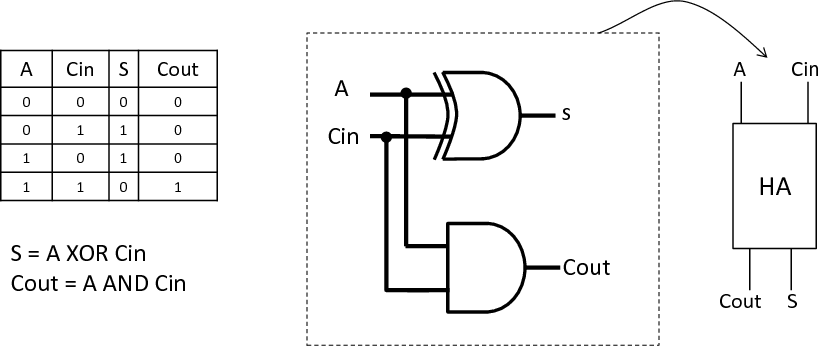 A Cin S Cout
0 0 0 0
0 1 1 0
1 0 1 0
1 1 0 1
S = A XOR Cin
Cout = A AND Cin
A
Cin
s
Cout
A Cin
HA
Cout S